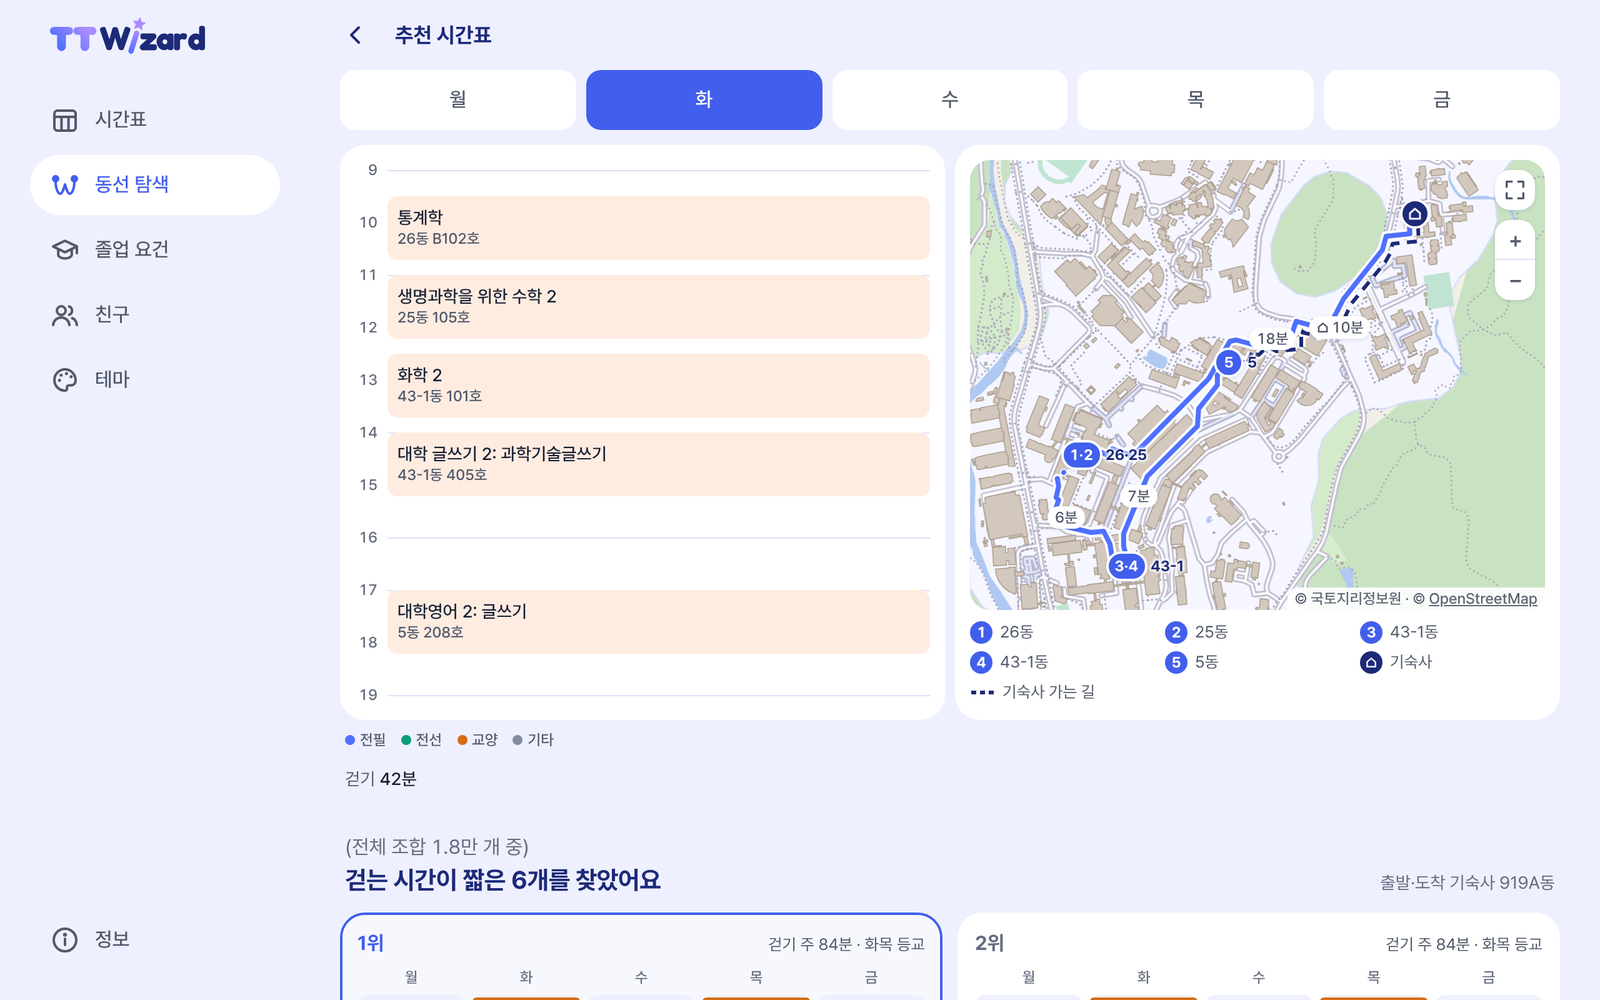 TTWizard
시간표
동선 탐색
졸업 요건
친구
테마
정보
추천 시간표
월
화
수
목
금
9
10
11
12
13
14
15
16
17
18
19
통계학
26동 B102호
생명과학을 위한 수학 2
25동 105호
화학 2
43-1동 101호
대학 글쓰기 2: 과학기술글쓰기
43-1동 405호
대학영어 2: 글쓰기
5동 208호
+
−
10분
18분
5 5
1·2 26·25
7분
6분
3·4 43-1
© 국토지리정보원 · © OpenStreetMap
1 26동
2 25동
3 43-1동
4 43-1동
5 5동
기숙사
기숙사 가는 길
전필 전선 교양 기타
걷기 42분
(전체 조합 1.8만 개 중)
걷는 시간이 짧은 6개를 찾았어요
출발·도착 기숙사 919A동
1위
걷기 주 84분 · 화목 등교
월 화 수 목 금
2위
걷기 주 84분 · 화목 등교
월 화 수 목 금